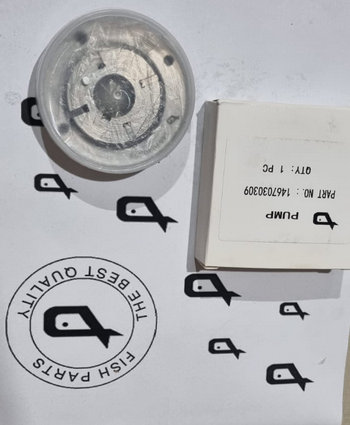 PUMP
PART NO. : 1467030309
QTY: 1 PC
THE BEST QUALITY
FISH PARTS